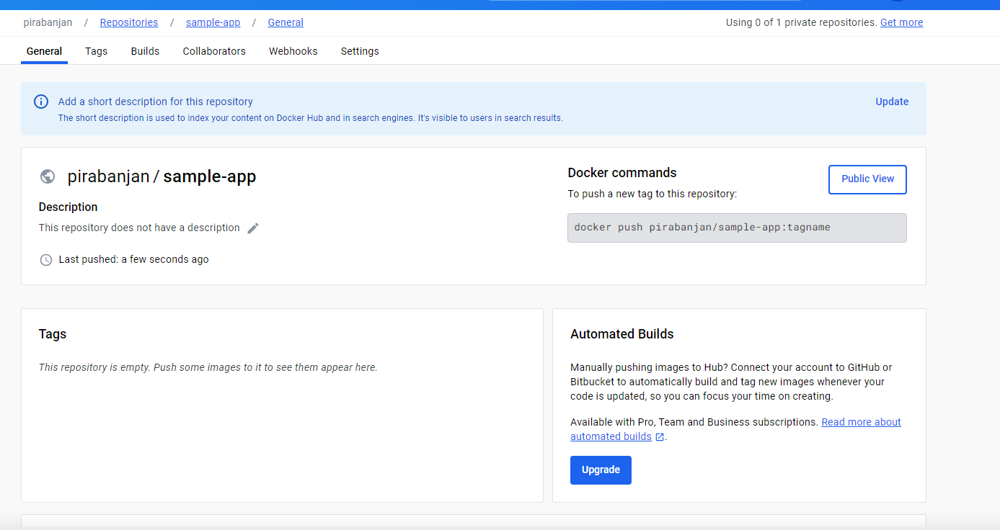 pirabanjan / Repositories / sample-app / General
Using 0 of 1 private repositories. Get more
General Tags Builds Collaborators Webhooks Settings
Add a short description for this repository
Update
The short description is used to index your content on Docker Hub and in search engines. It's visible to users in search results.
pirabanjan / sample-app
Description
This repository does not have a description
Last pushed: a few seconds ago
Docker commands
Public View
To push a new tag to this repository:
docker push pirabanjan/sample-app:tagname
Tags
This repository is empty. Push some images to it to see them appear here.
Automated Builds
Manually pushing images to Hub? Connect your account to GitHub or
Bitbucket to automatically build and tag new images whenever your
code is updated, so you can focus your time on creating.
Available with Pro, Team and Business subscriptions. Read more about
automated builds .
Upgrade